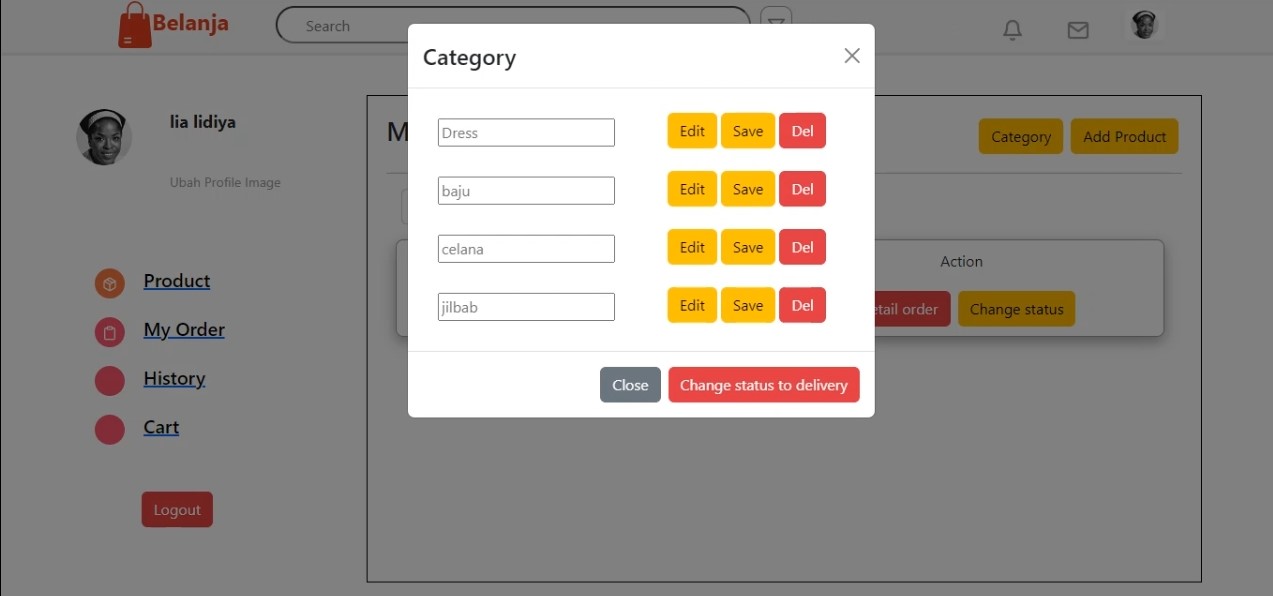 Belanja
Search
Category
lia lidiya
M
Category Add Product
Dress Edit Save Del
Ubah Profile Image
baju Edit Save Del
celana Edit Save Del
Action
Product
jilbab Edit Save Del
etail order Change status
My Order
History
Close Change status to delivery
Cart
Logout